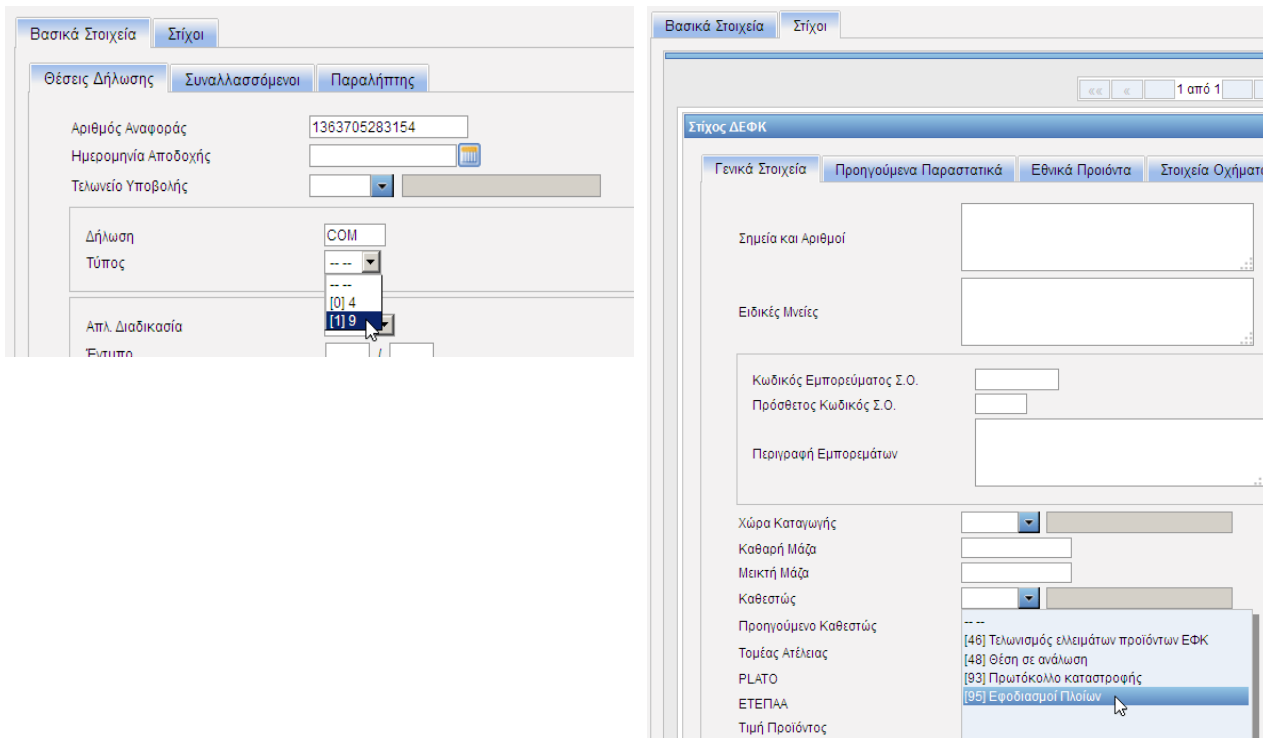 Βασικά Στοιχεία Στίχοι
Θέσεις Δήλωσης Συναλλασσόμενοι Παραλήπτης
Αριθμός Αναφοράς 1363705283154
Ημερομηνία Αποδοχής
Τελωνείο Υποβολής
Δήλωση COM
Τύπος -- --
-- --
[0] 4
[1] 9
Απλ. Διαδικασία
Έντυπο /
Βασικά Στοιχεία Στίχοι
«« « 1 από 1
Στίχος ΔΕΦΚ
Γενικά Στοιχεία Προηγούμενα Παραστατικά Εθνικά Προιόντα Στοιχεία Οχήματ
Σημεία και Αριθμοί
Ειδικές Μνείες
Κωδικός Εμπορεύματος Σ.Ο.
Πρόσθετος Κωδικός Σ.Ο.
Περιγραφή Εμπορεμάτων
Χώρα Καταγωγής
Καθαρή Μάζα
Μεικτή Μάζα
Καθεστώς
Προηγούμενο Καθεστώς -- --
[46] Τελωνισμός ελλειμάτων προϊόντων ΕΦΚ
Τομέας Ατέλειας [48] Θέση σε ανάλωση
PLATO [93] Πρωτόκολλο καταστροφής
ΕΤΕΠΑΑ [95] Εφοδιασμοί Πλοίων
Τιμή Προϊόντος